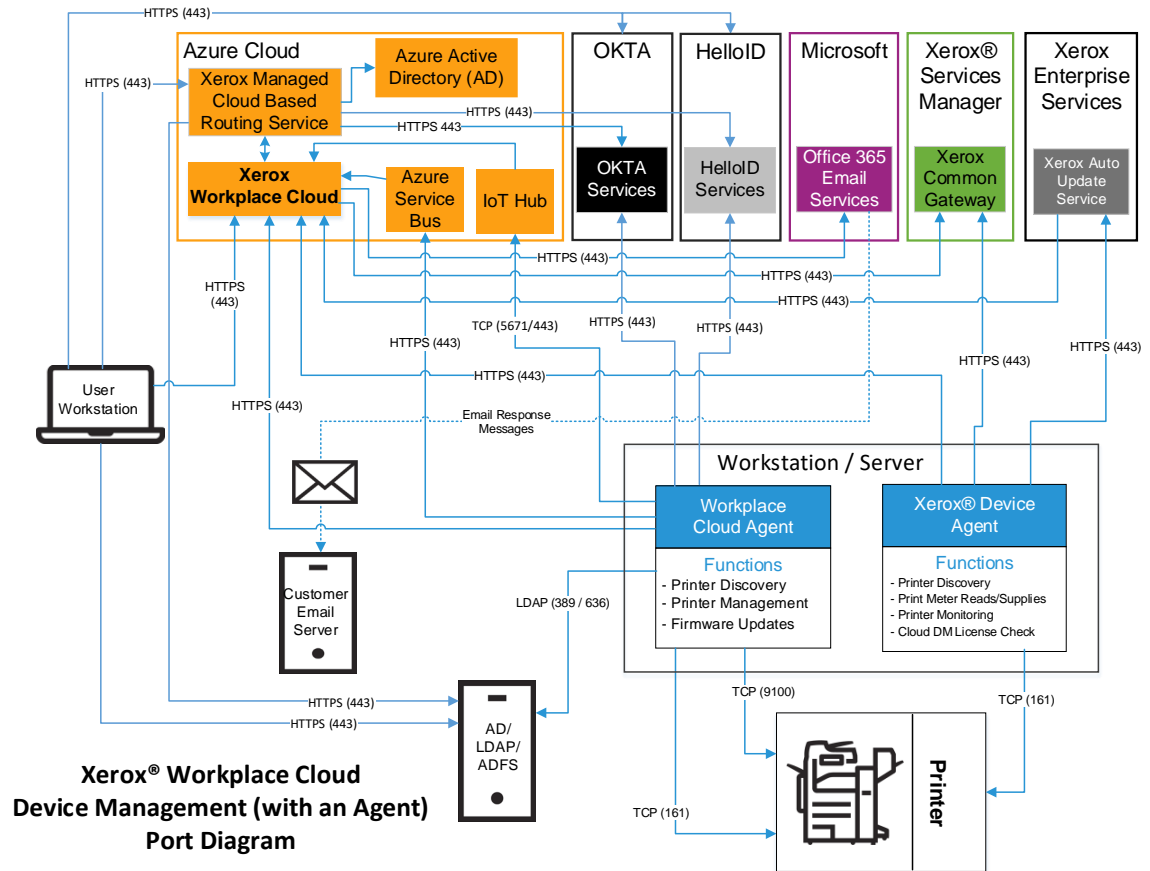 HTTPS (443)
Azure Cloud
Azure Active
Directory (AD)
OKTA
HelloID
Microsoft
Xerox®
Services
Manager
Xerox
Enterprise
Services
HTTPS (443)
Xerox Managed
Cloud Based
Routing Service
HTTPS (443)
HTTPS 443
Xerox
Workplace Cloud
Azure
Service
Bus
IoT Hub
OKTA
Services
HelloID
Services
Office 365
Email
Services
Xerox
Common
Gateway
Xerox Auto
Update
Service
HTTPS (443)
HTTPS (443)
HTTPS (443)
HTTPS
(443)
TCP (5671/443)
HTTPS (443)
HTTPS (443)
HTTPS (443)
HTTPS (443)
HTTPS (443)
HTTPS (443)
HTTPS (443)
User
Workstation
Email Response
Messages
Workstation / Server
Workplace
Cloud Agent
Functions
- Printer Discovery
- Printer Management
- Firmware Updates
Xerox® Device
Agent
Functions
- Printer Discovery
- Print Meter Reads/Supplies
- Printer Monitoring
- Cloud DM License Check
Customer
Email
Server
LDAP (389 / 636)
HTTPS (443)
HTTPS (443)
AD/
LDAP/
ADFS
TCP (9100)
TCP (161)
TCP (161)
Printer
Xerox® Workplace Cloud
Device Management (with an Agent)
Port Diagram